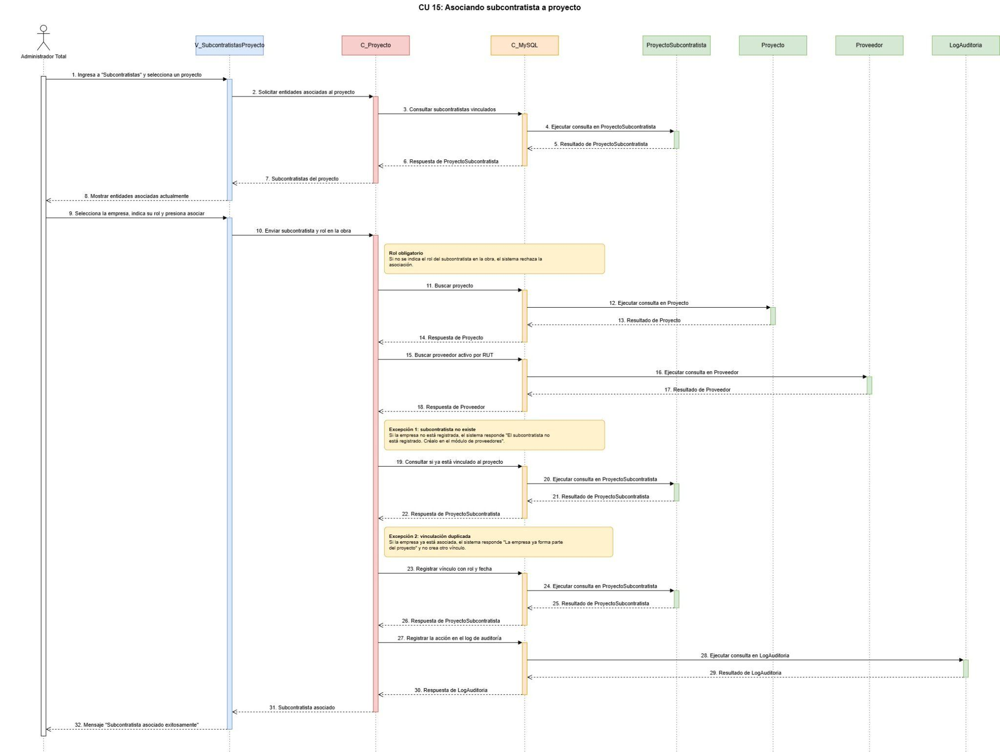 CU 15: Asociando subcontratista a proyecto
Administrador Total
V_SubcontratistasProyecto
C_Proyecto
C_MySQL
ProyectoSubcontratista
Proyecto
Proveedor
LogAuditoria
1. Ingresa a "Subcontratistas" y selecciona un proyecto
2. Solicitar entidades asociadas al proyecto
3. Consultar subcontratistas vinculados
4. Ejecutar consulta en ProyectoSubcontratista
5. Resultado de ProyectoSubcontratista
6. Respuesta de ProyectoSubcontratista
7. Subcontratistas del proyecto
8. Mostrar entidades asociadas actualmente
9. Selecciona la empresa, indica su rol y presiona asociar
10. Enviar subcontratista y rol en la obra
Rol obligatorio
Si no se indica el rol del subcontratista en la obra, el sistema rechaza la
asociación.
11. Buscar proyecto
12. Ejecutar consulta en Proyecto
13. Resultado de Proyecto
14. Respuesta de Proyecto
15. Buscar proveedor activo por RUT
16. Ejecutar consulta en Proveedor
17. Resultado de Proveedor
18. Respuesta de Proveedor
Excepción 1: subcontratista no existe
Si la empresa no está registrada, el sistema responde "El subcontratista no
está registrado. Créalo en el módulo de proveedores".
19. Consultar si ya está vinculado al proyecto
20. Ejecutar consulta en ProyectoSubcontratista
21. Resultado de ProyectoSubcontratista
22. Respuesta de ProyectoSubcontratista
Excepción 2: vinculación duplicada
Si la empresa ya está asociada, el sistema responde "La empresa ya forma parte
del proyecto" y no crea otro vínculo.
23. Registrar vínculo con rol y fecha
24. Ejecutar consulta en ProyectoSubcontratista
25. Resultado de ProyectoSubcontratista
26. Respuesta de ProyectoSubcontratista
27. Registrar la acción en el log de auditoría
28. Ejecutar consulta en LogAuditoria
29. Resultado de LogAuditoria
30. Respuesta de LogAuditoria
31. Subcontratista asociado
32. Mensaje "Subcontratista asociado exitosamente"